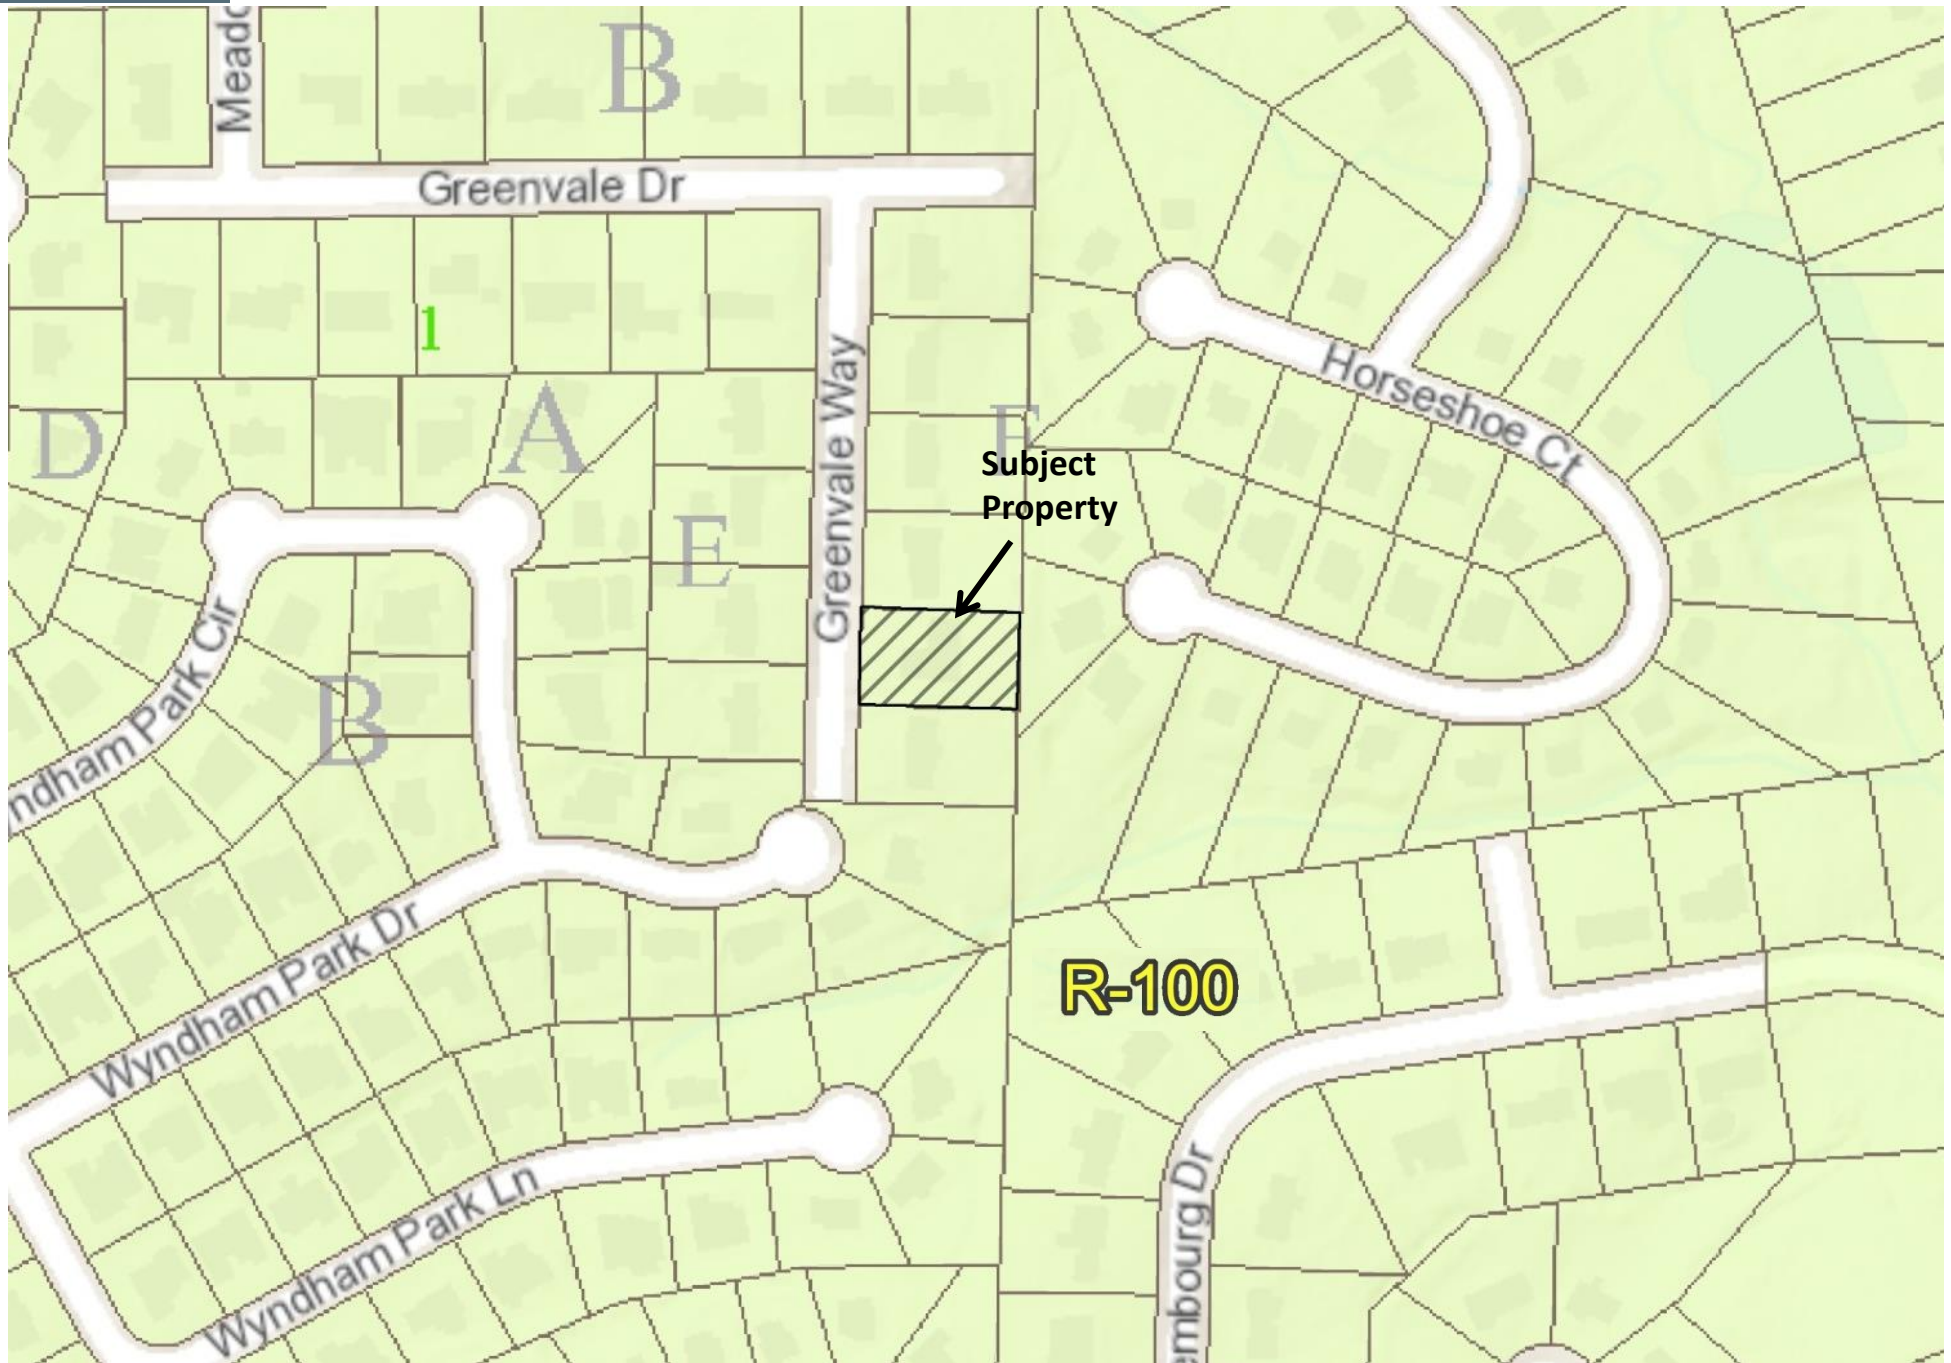 Meadc
B
Greenvale Dr
1
Greenvale Way
Horseshoe Ct
A
D
F
Subject
Property
E
ndham Park Cir
B
Wyndham Park Dr
R-100
Wyndham Park Ln
embourg Dr